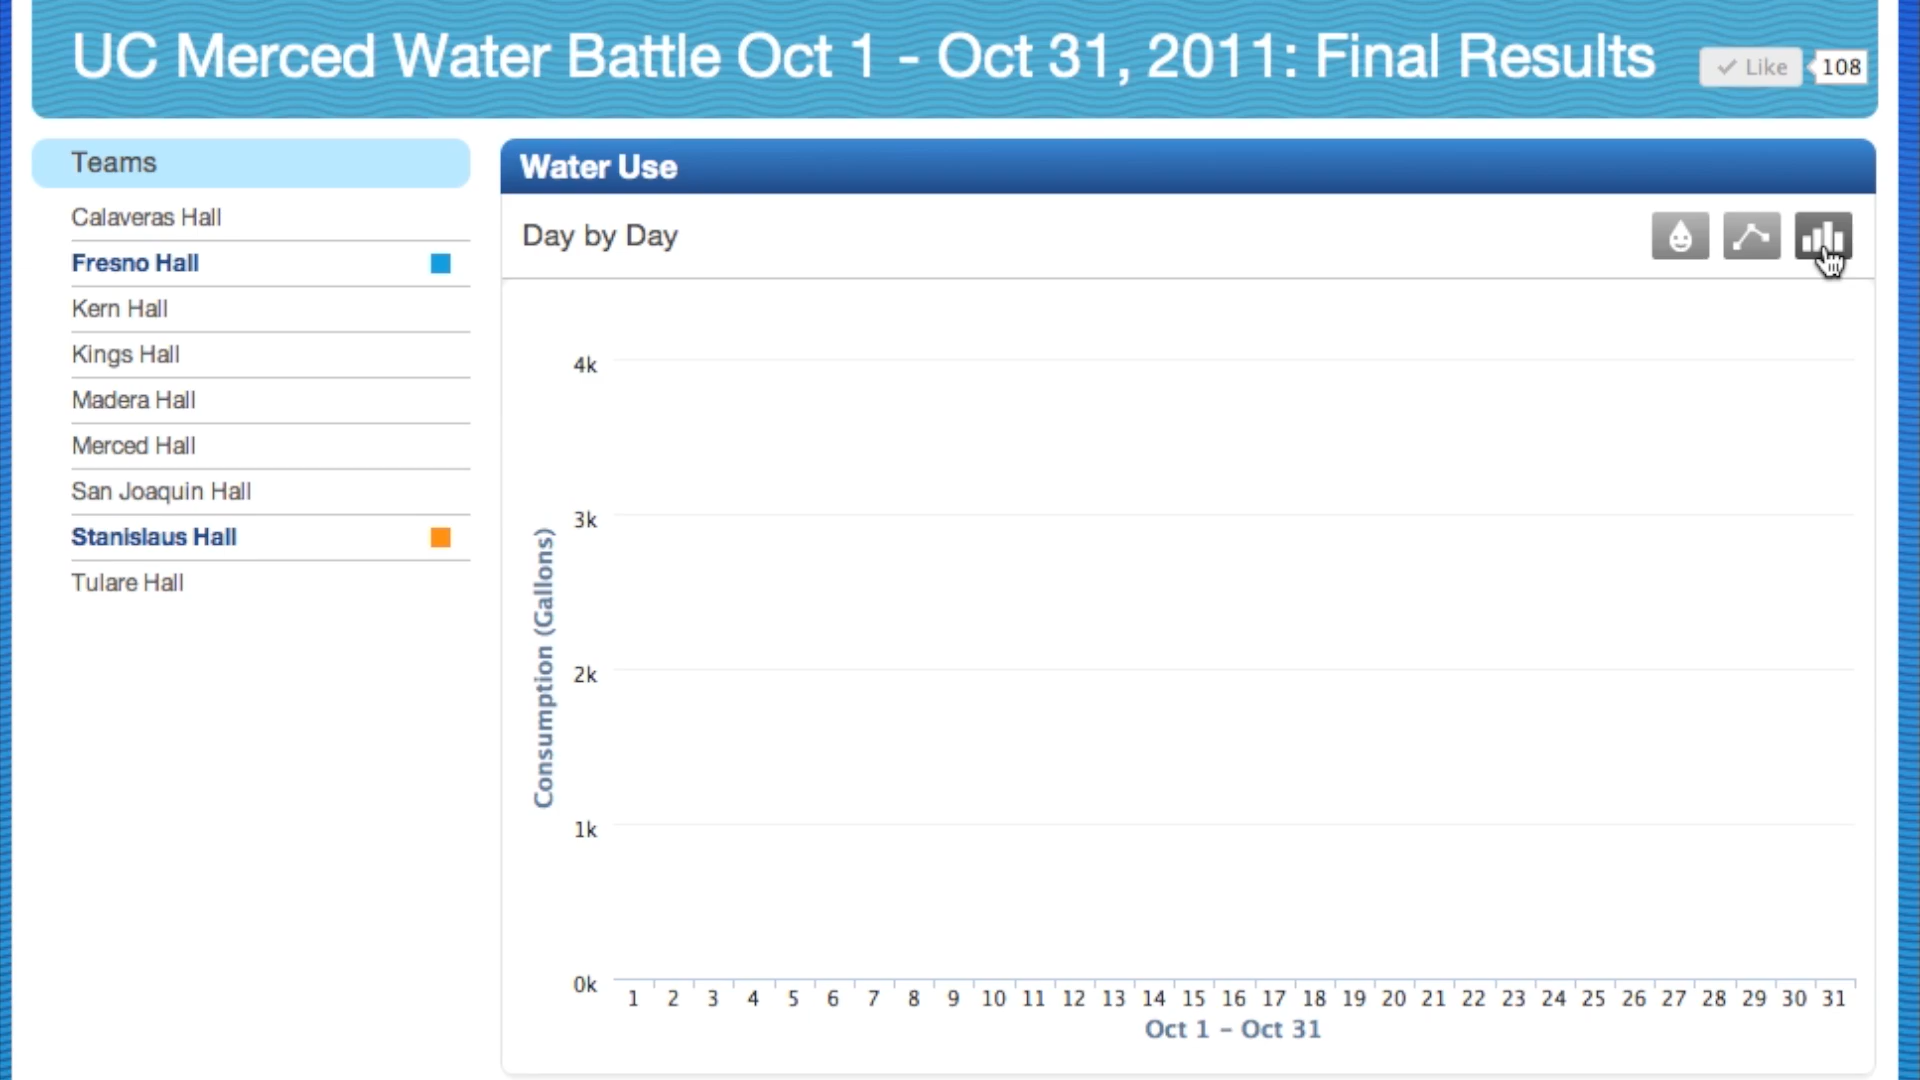 UC Merced Water Battle Oct 1 - Oct 31, 2011: Final Results
Like
108
Teams
Calaveras Hall
Fresno Hall
Kern Hall
Kings Hall
Madera Hall
Merced Hall
San Joaquin Hall
Stanislaus Hall
Tulare Hall
Water Use
Day by Day
Consumption (Gallons)
4k
3k
2k
1k
0k
1 2 3 4 5 6 7 8 9 10 11 12 13 14 15 16 17 18 19 20 21 22 23 24 25 26 27 28 29 30 31
Oct 1 – Oct 31